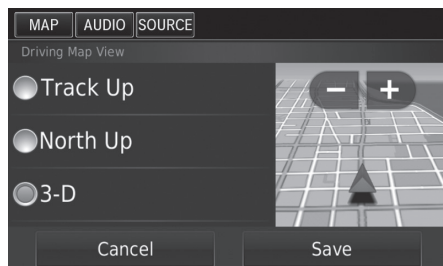 MAP AUDIO SOURCE
Driving Map View
Track Up
North Up
3-D
Cancel Save